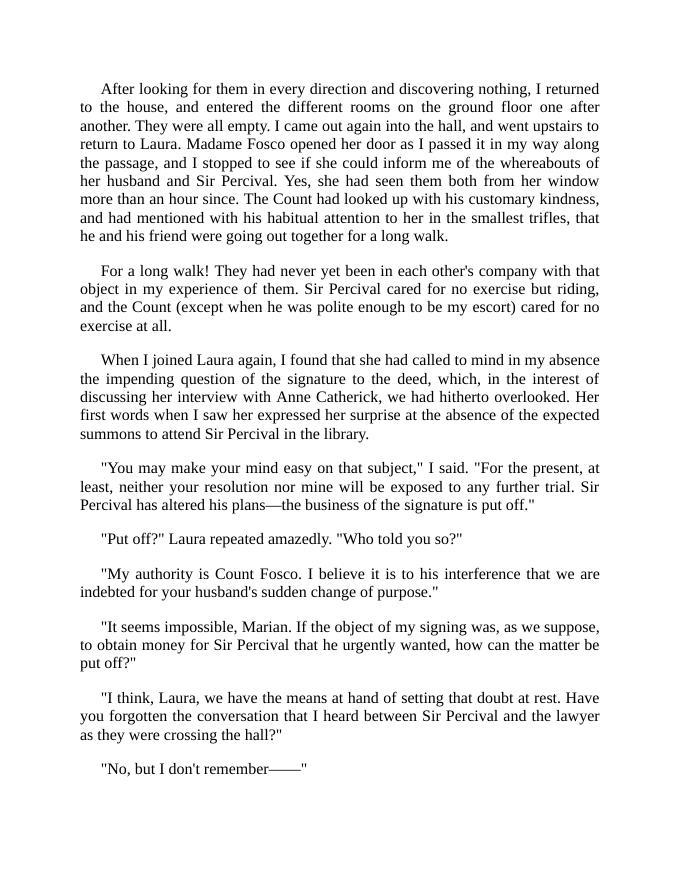 After looking for them in every direction and discovering nothing, I returned
to the house, and entered the different rooms on the ground floor one after
another. They were all empty. I came out again into the hall, and went upstairs to
return to Laura. Madame Fosco opened her door as I passed it in my way along
the passage, and I stopped to see if she could inform me of the whereabouts of
her husband and Sir Percival. Yes, she had seen them both from her window
more than an hour since. The Count had looked up with his customary kindness,
and had mentioned with his habitual attention to her in the smallest trifles, that
he and his friend were going out together for a long walk.
For a long walk! They had never yet been in each other's company with that
object in my experience of them. Sir Percival cared for no exercise but riding,
and the Count (except when he was polite enough to be my escort) cared for no
exercise at all.
When I joined Laura again, I found that she had called to mind in my absence
the impending question of the signature to the deed, which, in the interest of
discussing her interview with Anne Catherick, we had hitherto overlooked. Her
first words when I saw her expressed her surprise at the absence of the expected
summons to attend Sir Percival in the library.
"You may make your mind easy on that subject," I said. "For the present, at
least, neither your resolution nor mine will be exposed to any further trial. Sir
Percival has altered his plans—the business of the signature is put off."
"Put off?" Laura repeated amazedly. "Who told you so?"
"My authority is Count Fosco. I believe it is to his interference that we are
indebted for your husband's sudden change of purpose."
"It seems impossible, Marian. If the object of my signing was, as we suppose,
to obtain money for Sir Percival that he urgently wanted, how can the matter be
put off?"
"I think, Laura, we have the means at hand of setting that doubt at rest. Have
you forgotten the conversation that I heard between Sir Percival and the lawyer
as they were crossing the hall?"
"No, but I don't remember——"